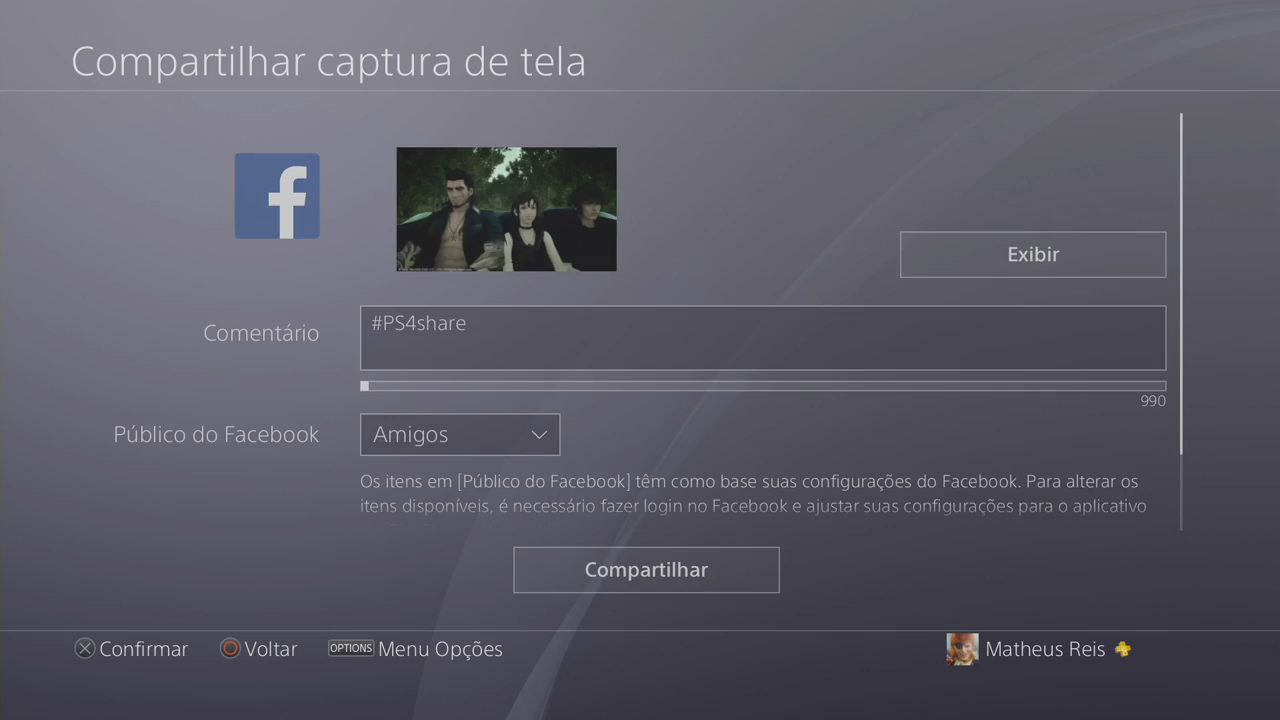 Compartilhar captura de tela
Exibir
Comentário
#PS4share
990
Público do Facebook
Amigos
Os itens em [Público do Facebook] têm como base suas configurações do Facebook. Para alterar os
itens disponíveis, é necessário fazer login no Facebook e ajustar suas configurações para o aplicativo
Compartilhar
Confirmar
Voltar
OPTIONS Menu Opções
Matheus Reis